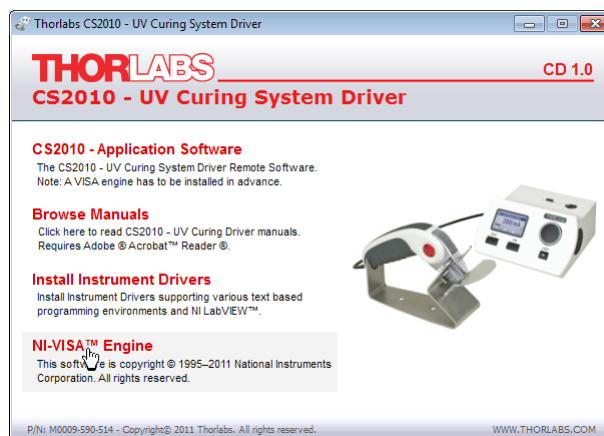 Thorlabs CS2010 - UV Curing System Driver
THORLABS
CD 1.0
CS2010 - UV Curing System Driver
CS2010 - Application Software
The CS2010 - UV Curing System Driver Remote Software.
Note: A VISA engine has to be installed in advance.
Browse Manuals
Click here to read CS2010 - UV Curing Driver manuals.
Requires Adobe ® Acrobat™ Reader ®.
Install Instrument Drivers
Install Instrument Drivers supporting various text based
programming environments and NI LabVIEW™.
NI-VISA™ Engine
This software is copyright © 1995–2011 National Instruments
Corporation. All rights reserved.
P/N: M0009-590-514 - Copyright© 2011 Thorlabs. All rights reserved.
WWW.THORLABS.COM